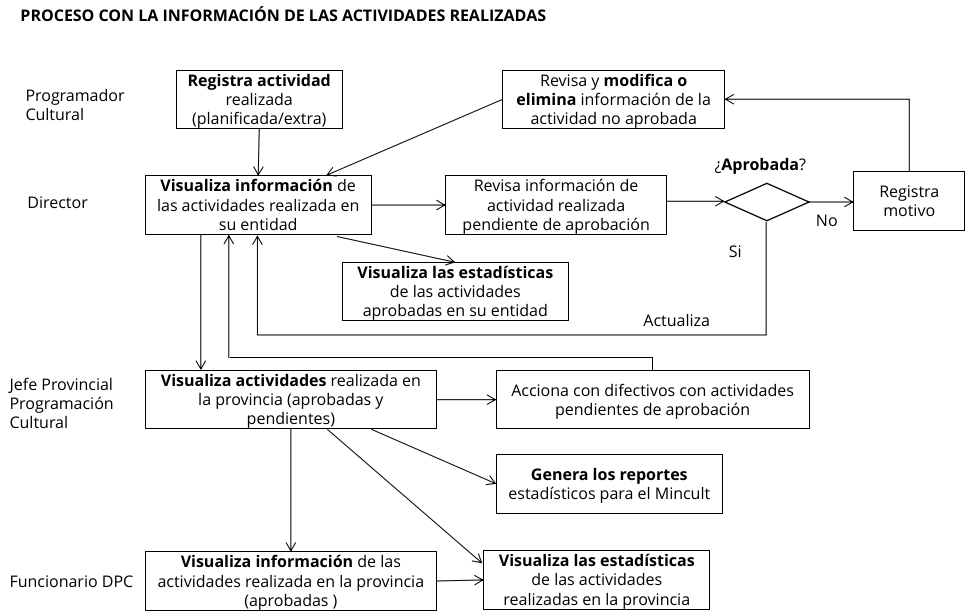 PROCESO CON LA INFORMACIÓN DE LAS ACTIVIDADES REALIZADAS
Programador
Cultural
Registra actividad
realizada
(planificada/extra)
Revisa y modifica o
elimina información de la
actividad no aprobada
Director
Visualiza información de
las actividades realizada en
su entidad
Revisa información de
actividad realizada
pendiente de aprobación
¿Aprobada?
No
Registra
motivo
Si
Visualiza las estadísticas
de las actividades
aprobadas en su entidad
Actualiza
Jefe Provincial
Programación
Cultural
Visualiza actividades realizada en
la provincia (aprobadas y
pendientes)
Acciona con difectivos con actividades
pendientes de aprobación
Genera los reportes
estadísticos para el Mincult
Funcionario DPC
Visualiza información de las
actividades realizada en la provincia
(aprobadas )
Visualiza las estadísticas
de las actividades
realizadas en la provincia